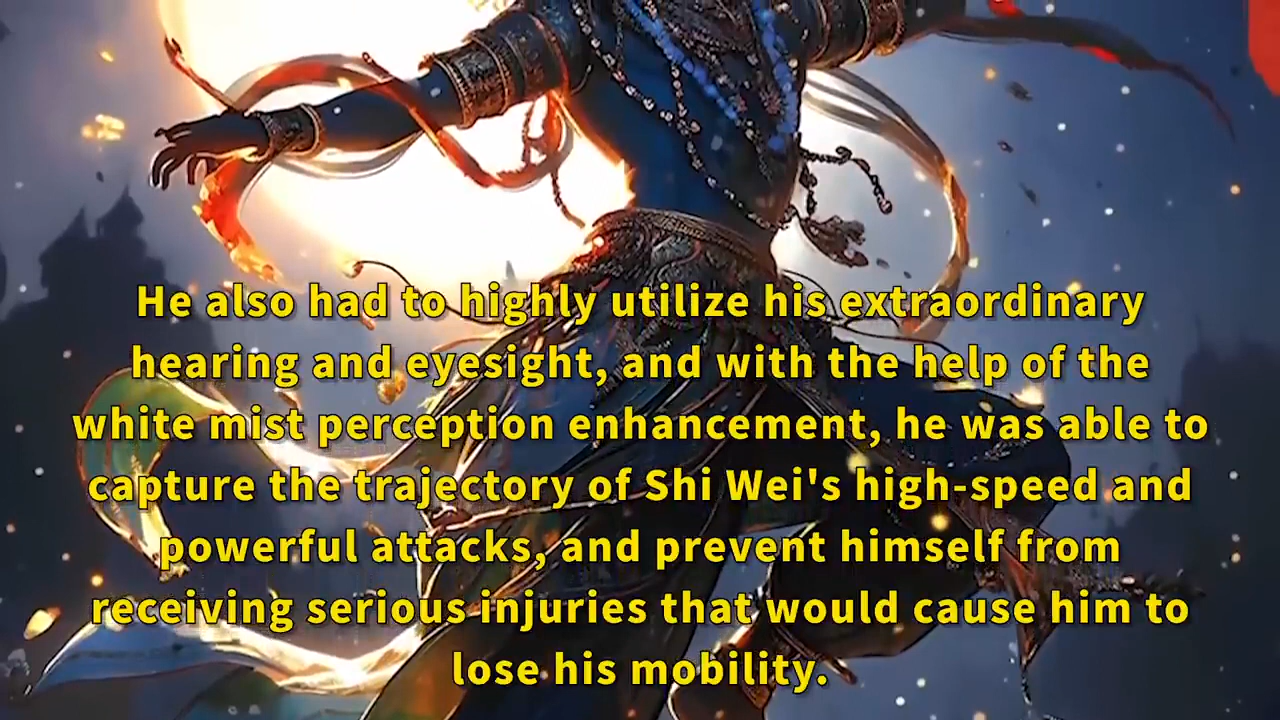 He also had to highly utilize his extraordinary
hearing and eyesight, and with the help of the
white mist perception enhancement, he was able to
capture the trajectory of Shi Wei's high-speed and
powerful attacks, and prevent himself from
receiving serious injuries that would cause him to
lose his mobility.